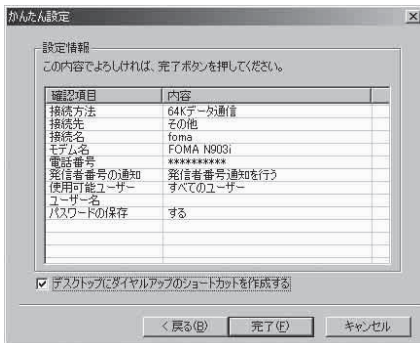 かんたん設定
設定情報
この内容でよろしければ、完了ボタンを押してください。
確認項目 内容
接続方法 64Kデータ通信
接続先 その他
接続名 foma
モデム名 FOMA N903i
電話番号 **********
発信者番号の通知 発信者番号通知を行う
使用可能ユーザー すべてのユーザー
ユーザー名
パスワードの保存 する
デスクトップにダイヤルアップのショートカットを作成する
< 戻る(B) 完了(F) キャンセル